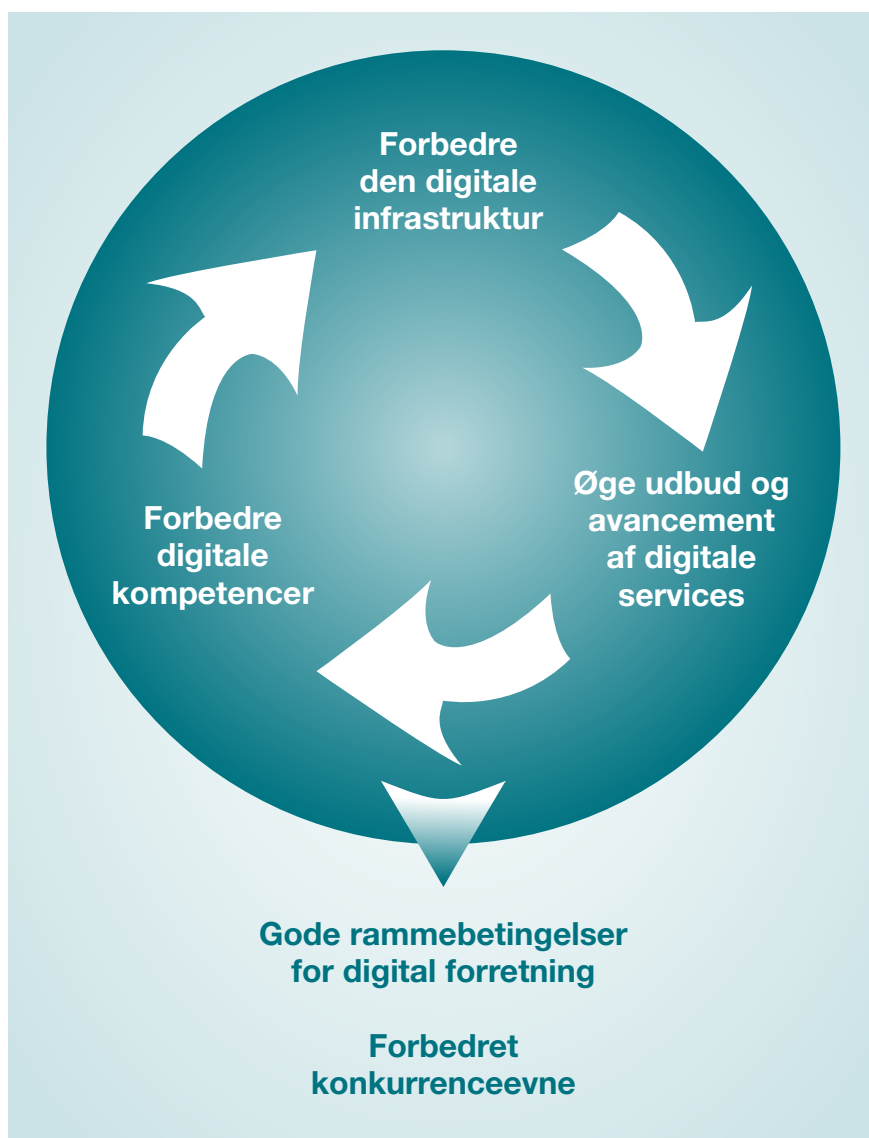 Forbedre
den digitale
infrastruktur
Øge udbud og
avancement
af digitale
services
Forbedre
digitale
kompetencer
Gode rammebetingelser
for digital forretning
Forbedret
konkurrenceevne